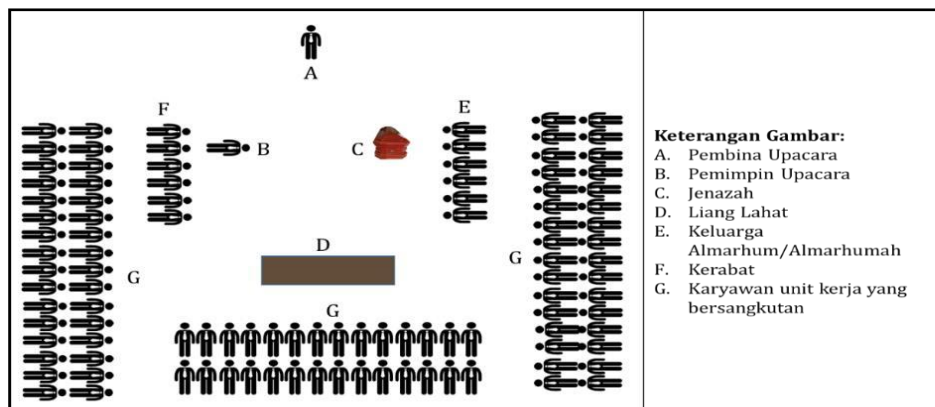 A
F
E
B
C
D
G
G
G
Keterangan Gambar:
A. Pembina Upacara
B. Pemimpin Upacara
C. Jenazah
D. Liang Lahat
E. Keluarga
Almarhum/Almarhumah
F. Kerabat
G. Karyawan unit kerja yang
bersangkutan